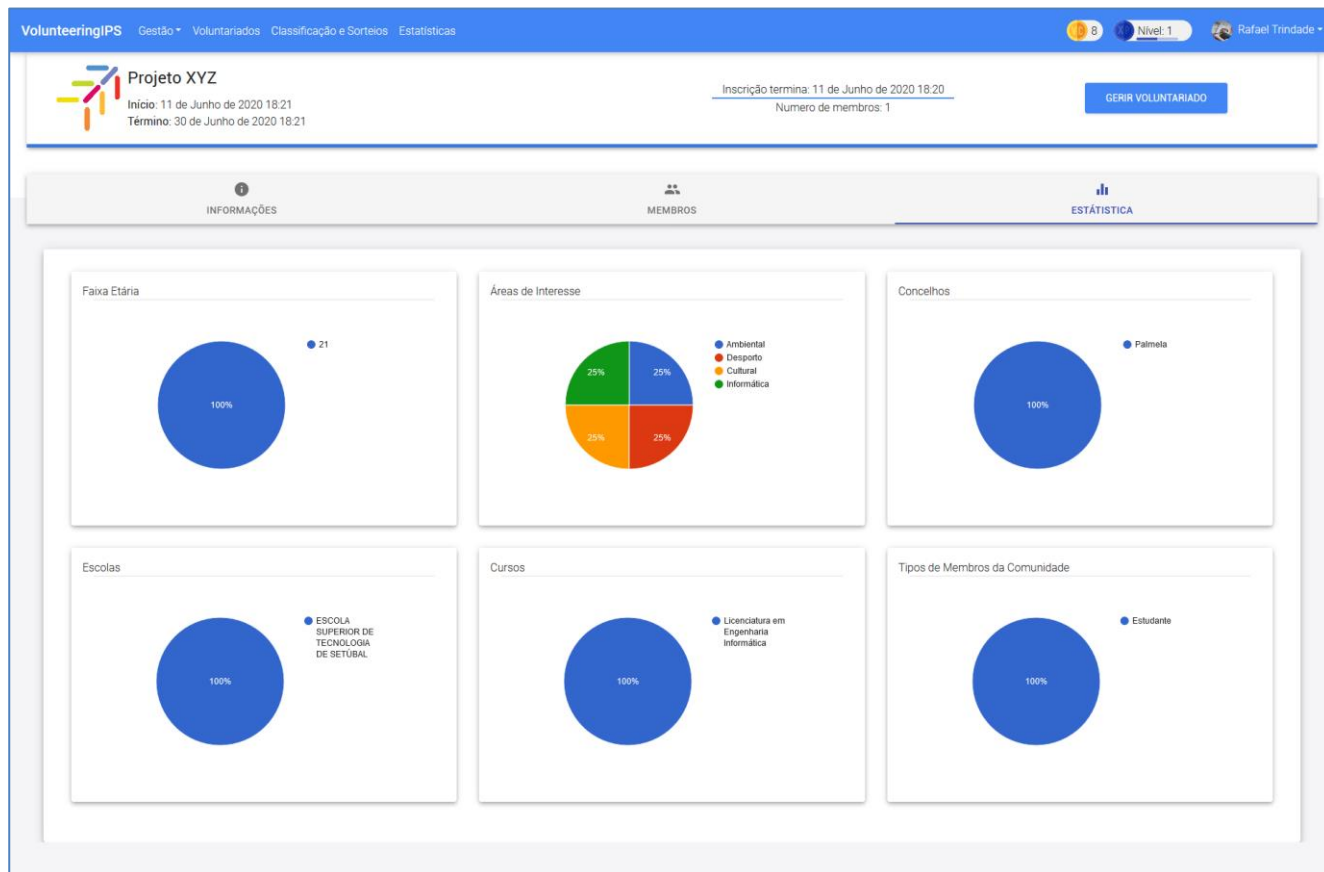 VolunteeringIPS Gestão Voluntariados Classificação e Sorteios Estatísticas 8 Nível: 1 Rafael Trindade
Projeto XYZ
Início: 11 de Junho de 2020 18:21
Término: 30 de Junho de 2020 18:21
Inscrição termina: 11 de Junho de 2020 18:20
Numero de membros: 1
GERIR VOLUNTARIADO
INFORMAÇÕES
MEMBROS
ESTÁTISTICA
Faixa Etária
21
100%
Áreas de Interesse
Ambiental
Desporto
Cultural
Informática
25% 25%
25% 25%
Concelhos
Palmela
100%
Escolas
ESCOLA
SUPERIOR DE
TECNOLOGIA
DE SETÚBAL
100%
Cursos
Licenciatura em
Engenharia
Informática
100%
Tipos de Membros da Comunidade
Estudante
100%